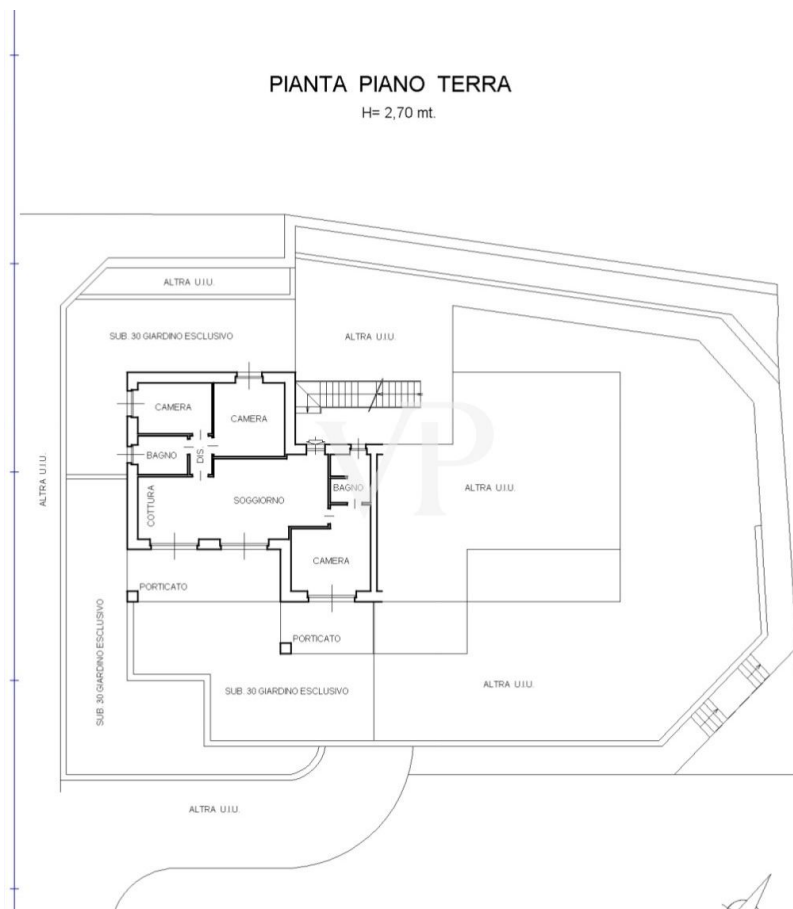 PIANTA PIANO TERRA
H= 2,70 mt.
ALTRA U.I.U.
SUB. 30 GIARDINO ESCLUSIVO
ALTRA U.I.U.
CAMERA
CAMERA
BAGNO
DIS.
ALTRA U.I.U.
COTTURA
SOGGIORNO
BAGNO
VP
ALTRA U.I.U.
CAMERA
PORTICATO
PORTICATO
SUB. 30 GIARDINO ESCLUSIVO
SUB. 30 GIARDINO ESCLUSIVO
ALTRA U.I.U.
ALTRA U.I.U.